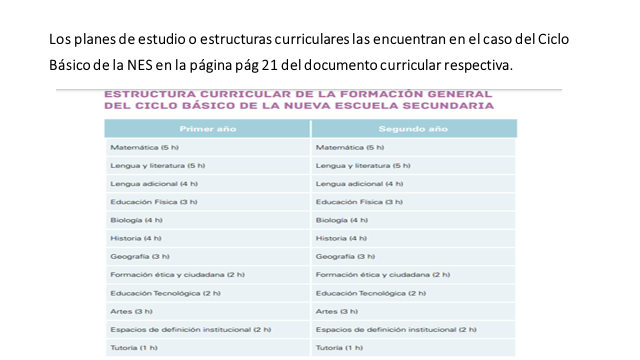 Los planes de estudio o estructuras curriculares las encuentran en el caso del Ciclo
Básico de la NES en la página pág 21 del documento curricular respectiva.
ESTRUCTURA CURRICULAR DE LA FORMACIÓN GENERAL
DEL CICLO BÁSICO DE LA NUEVA ESCUELA SECUNDARIA
Primer año Segundo año
Matemática (5 h) Matemática (5 h)
Lengua y literatura (5 h) Lengua y literatura (5 h)
Lengua adicional (4 h) Lengua adicional (4 h)
Educación Física (3 h) Educación Física (3 h)
Biología (4 h) Biología (4 h)
Historia (4 h) Historia (4 h)
Geografía (3 h) Geografía (3 h)
Formación ética y ciudadana (2 h) Formación ética y ciudadana (2 h)
Educación Tecnológica (2 h) Educación Tecnológica (2 h)
Artes (3 h) Artes (3 h)
Espacios de definición institucional (2 h) Espacios de definición institucional (2 h)
Tutoría (1 h) Tutoría (1 h)